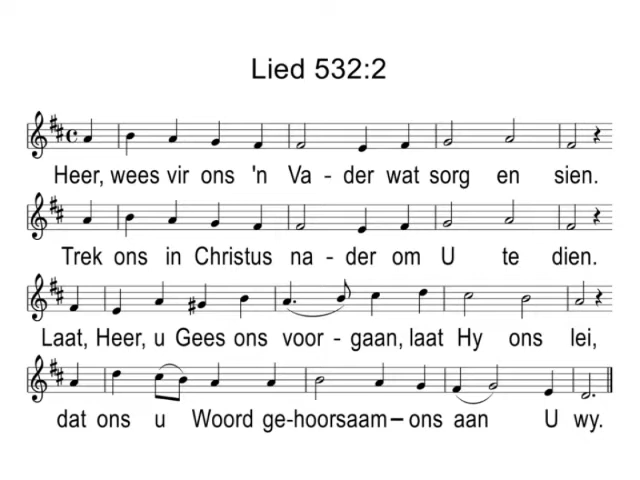 Lied 532:2
Heer, wees vir ons 'n Va - der wat sorg en sien.
Trek ons in Christus na - der om U te dien.
Laat, Heer, u Gees ons voor - gaan, laat Hy ons lei,
dat ons u Woord ge-hoorsaam – ons aan U wy.